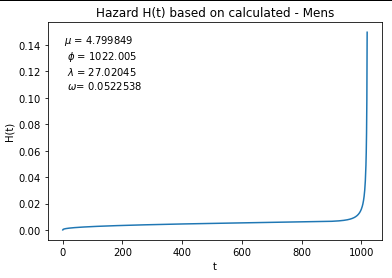 Hazard H(t) based on calculated - Mens
μ = 4.799849
ϕ = 1022.005
λ = 27.02045
ω= 0.0522538
H(t)
0.14
0.12
0.10
0.08
0.06
0.04
0.02
0.00
0 200 400 600 800 1000
t